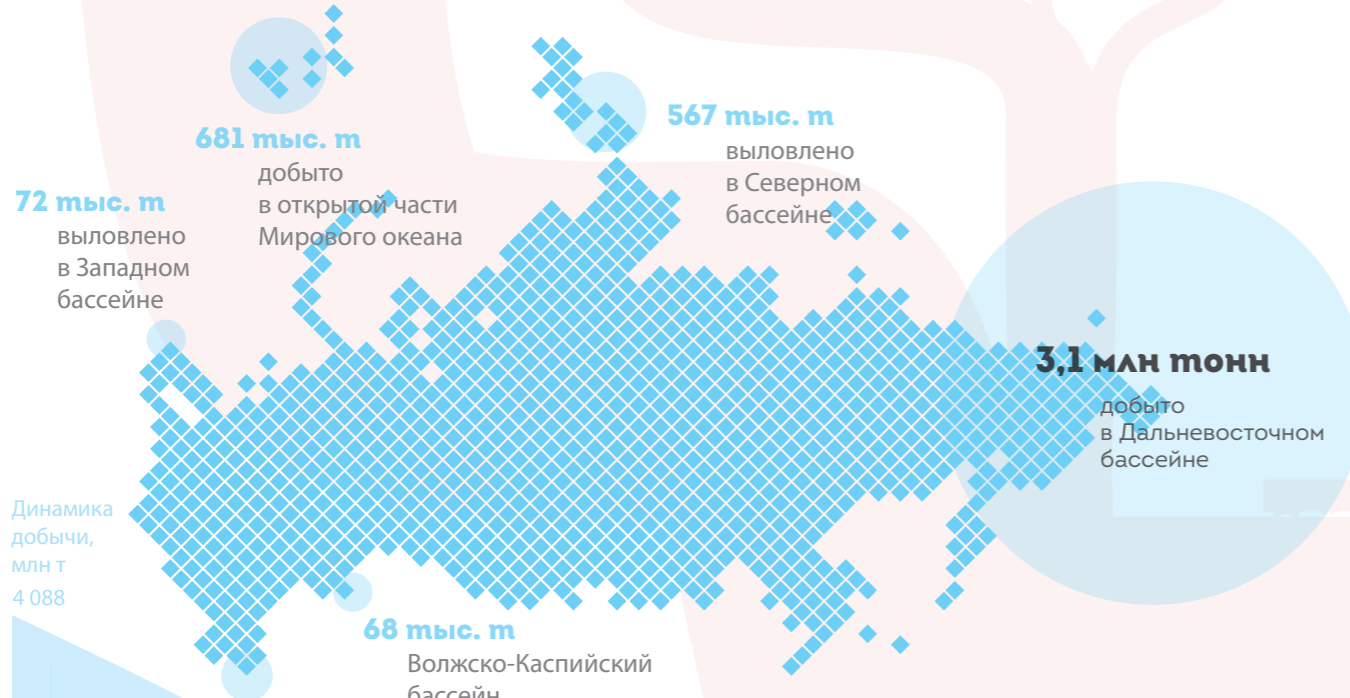 681 тыс. т
добыто
в открытой части
Мирового океана
567 тыс. т
выловлено
в Северном
бассейне
72 тыс. т
выловлено
в Западном
бассейне
3,1 млн тонн
добыто
в Дальневосточном
бассейне
Динамика
добычи,
млн т
4 088
68 тыс. т
Волжско-Каспийский
бассейн